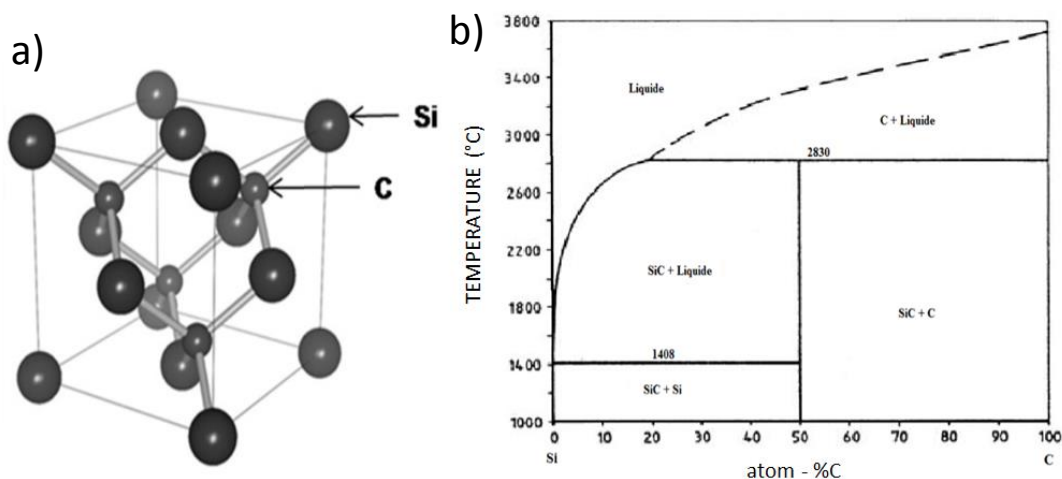 a)
Si
C
b)
TEMPERATURE (°C)
3800
3400
3000
2600
2200
1800
1400
1000
Liquide
C + Liquide
2830
SiC + Liquide
SiC + C
1408
SiC + Si
0 10 20 30 40 50 60 70 80 90 100
Si
C
atom - %C